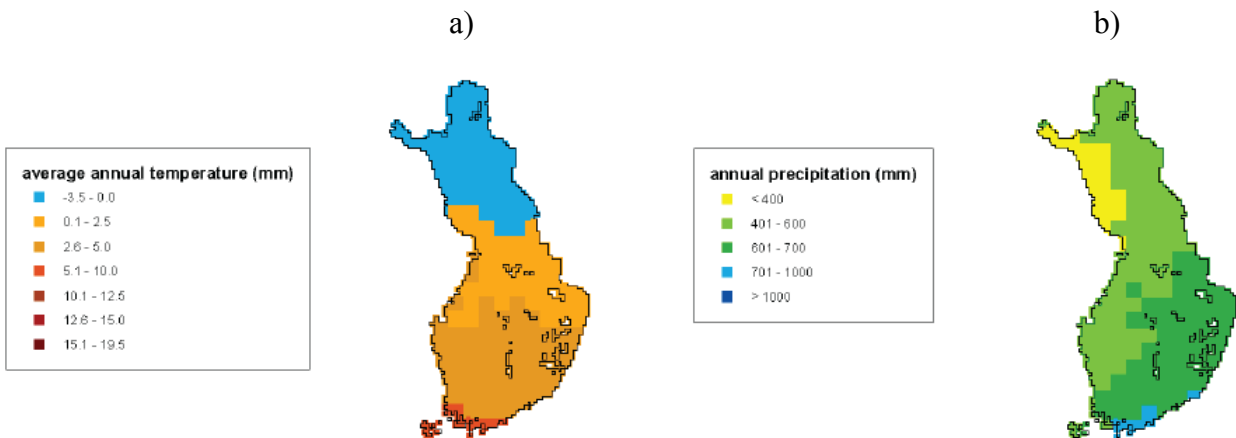 a)
b)
average annual temperature (mm)
-3.5 - 0.0
0.1 - 2.5
2.6 - 5.0
5.1 - 10.0
10.1 - 12.5
12.6 - 15.0
15.1 - 19.5
annual precipitation (mm)
< 400
401 - 600
601 - 700
701 - 1000
> 1000